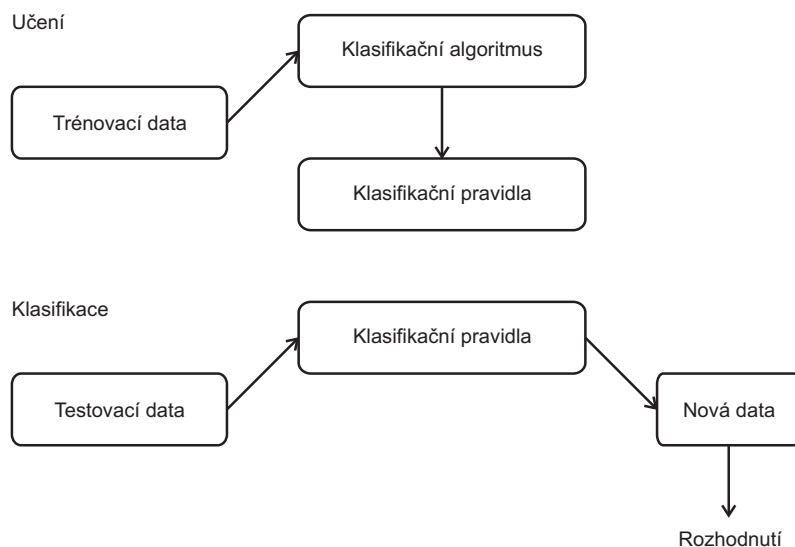 Učení
Klasifikační algoritmus
Trénovací data
Klasifikační pravidla
Klasifikace
Klasifikační pravidla
Testovací data
Nová data
Rozhodnutí